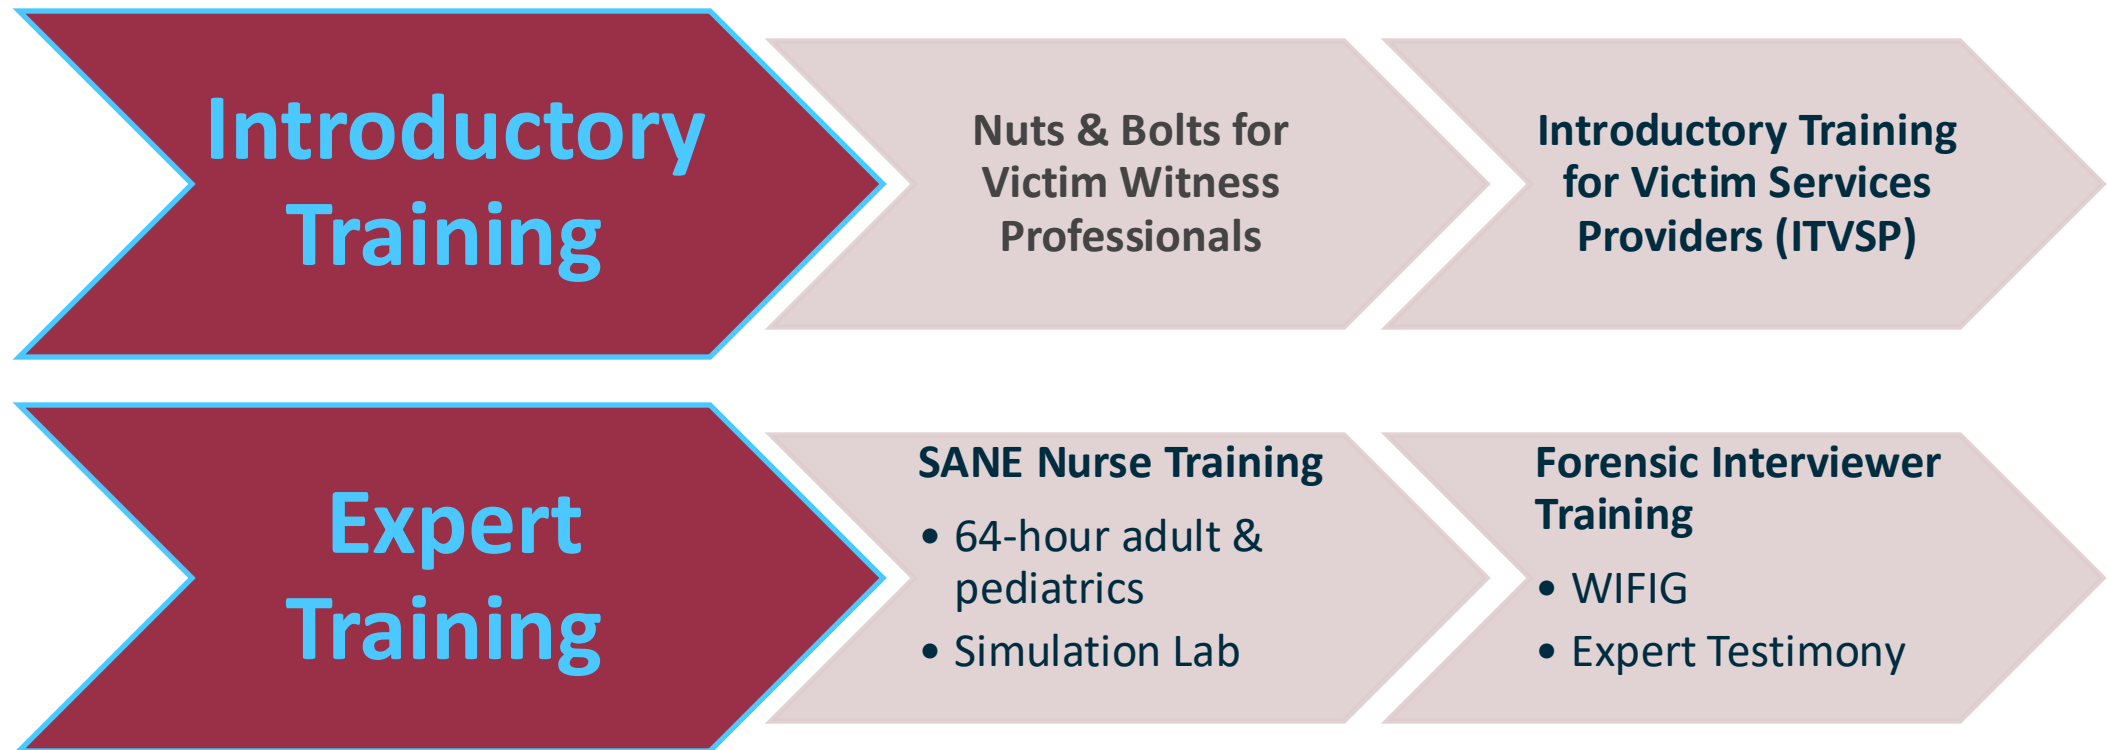 Introductory
Training
Nuts & Bolts for
Victim Witness
Professionals
Introductory Training
for Victim Services
Providers (ITVSP)
Expert
Training
SANE Nurse Training
• 64-hour adult &
pediatrics
• Simulation Lab
Forensic Interviewer
Training
• WIFIG
• Expert Testimony